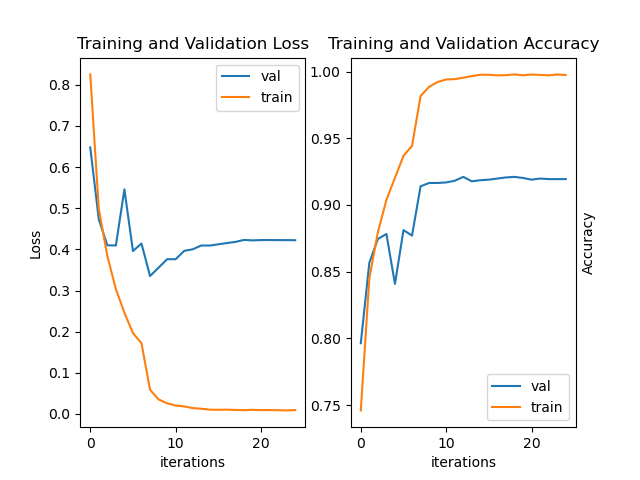 Training and Validation Loss
0.8
0.7
0.6
0.5
0.4
0.3
0.2
0.1
0.0
Loss
0
10
20
iterations
val
train
Training and Validation Accuracy
1.00
0.95
0.90
0.85
0.80
0.75
Accuracy
0
10
20
iterations
val
train